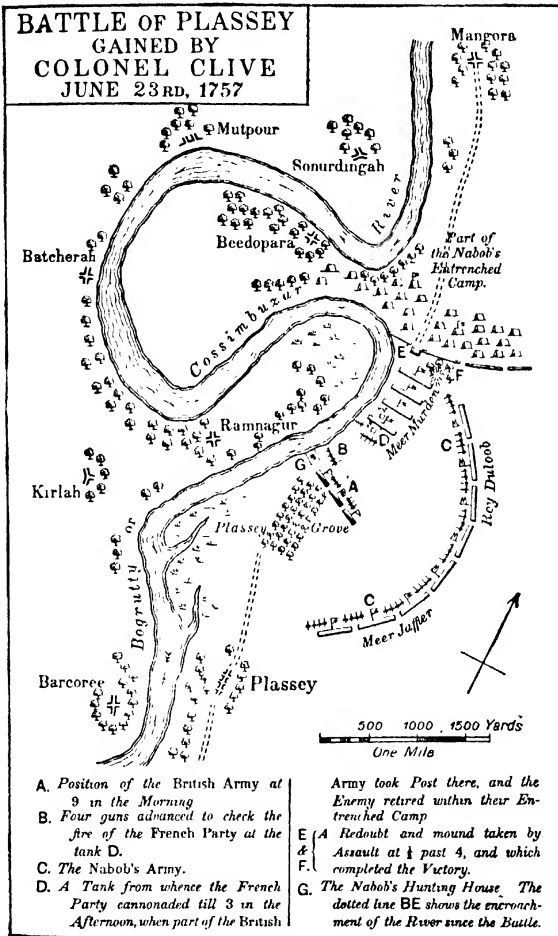 BATTLE OF PLASSEY
GAINED BY
COLONEL CLIVE
JUNE 23RD, 1757
Mangora
Mutpour
Sonurdingah
River
Beedopara
Part of
the Nabob's
Entrenched
Camp.
Batcherah
Cossimbuzur
E
F
Meer Murden
D
Ramnagur
B
G
C
Roy Duloob
A
Kirlah
Plassey Grove
or
Bogrutty
C
Meer Jaffier
Barcoree
Plassey
500 1000 1500 Yards
One Mile
A. Position of the British Army at
9 in the Morning
B. Four guns advanced to check the
fire of the French Party at the
tank D.
C. The Nabob's Army.
D. A Tank from whence the French
Party cannonaded till 3 in the
Afternoon, when part of the British
Army took Post there, and the
Enemy retired within their En-
trenched Camp
E & F. A Redoubt and mound taken by
Assault at ½ past 4, and which
completed the Victory.
G. The Nabob's Hunting House. The
dotted line BE shows the encroach-
ment of the River since the Battle.